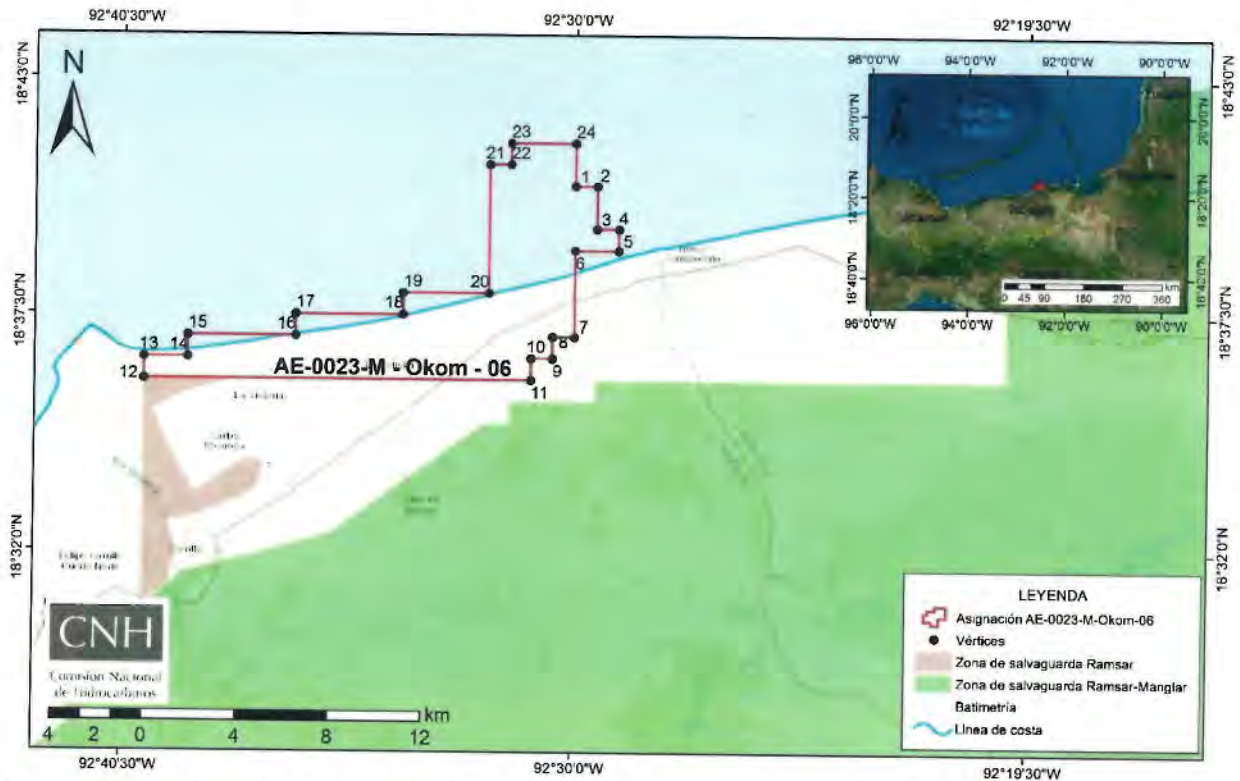 92°40'30"W
92°30'0"W
92°19'30"W
18°43'0"N
18°43'0"N
N
96°0'0"W
94°0'0"W
92°0'0"W
90°0'0"W
20°0'0"N
20°0'0"N
18°20'0"N
18°20'0"N
18°40'0"N
0 45 90 180 270 360 km
96°0'0"W
94°0'0"W
92°0'0"W
90°0'0"W
23
24
21
22
1
2
3
4
5
6
19
20
17
18
15
16
13
14
7
8
10
9
12
11
AE-0023-M - Okom - 06
18°37'30"N
18°37'30"N
18°32'0"N
18°32'0"N
CNH
Comisión Nacional
de Hidrocarburos
4 2 0 4 8 12 km
LEYENDA
Asignación AE-0023-M-Okom-06
Vértices
Zona de salvaguarda Ramsar
Zona de salvaguarda Ramsar-Manglar
Batimetría
Línea de costa
92°40'30"W
92°30'0"W
92°19'30"W